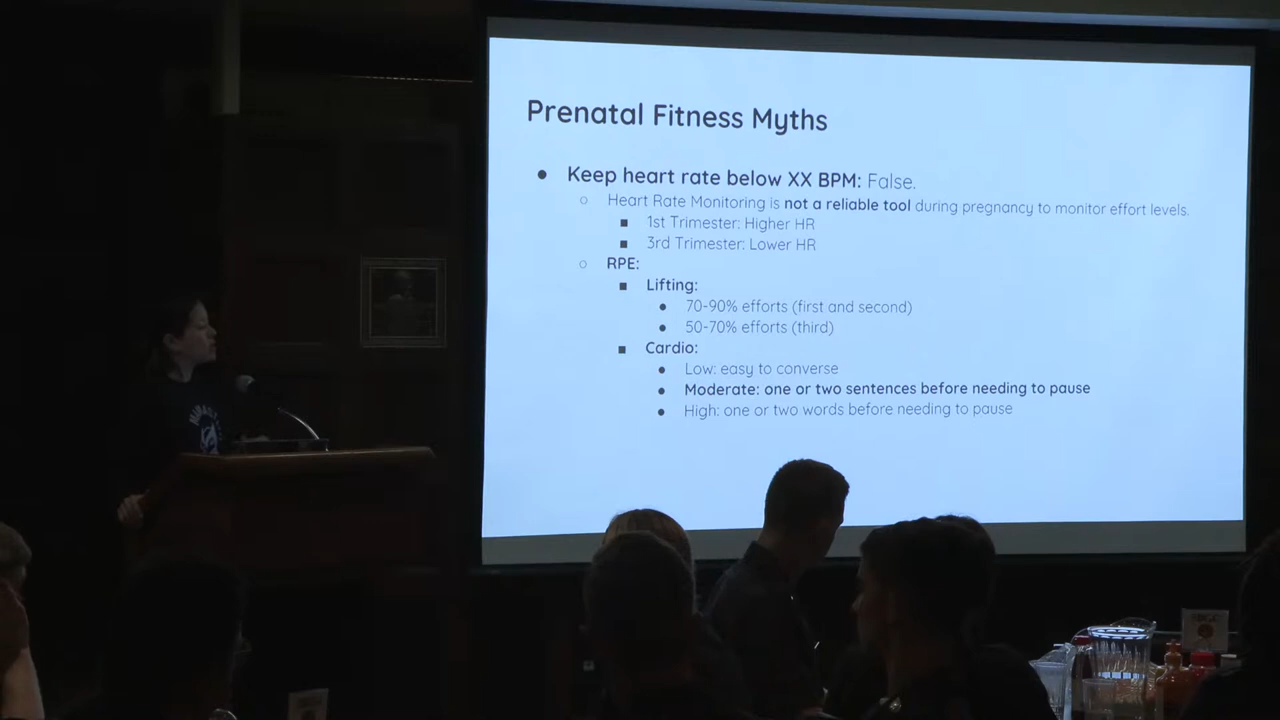 Prenatal Fitness Myths
● Keep heart rate below XX BPM: False.
○ Heart Rate Monitoring is not a reliable tool during pregnancy to monitor effort levels.
■ 1st Trimester: Higher HR
■ 3rd Trimester: Lower HR
○ RPE:
■ Lifting:
● 70-90% efforts (first and second)
● 50-70% efforts (third)
■ Cardio:
● Low: easy to converse
● Moderate: one or two sentences before needing to pause
● High: one or two words before needing to pause